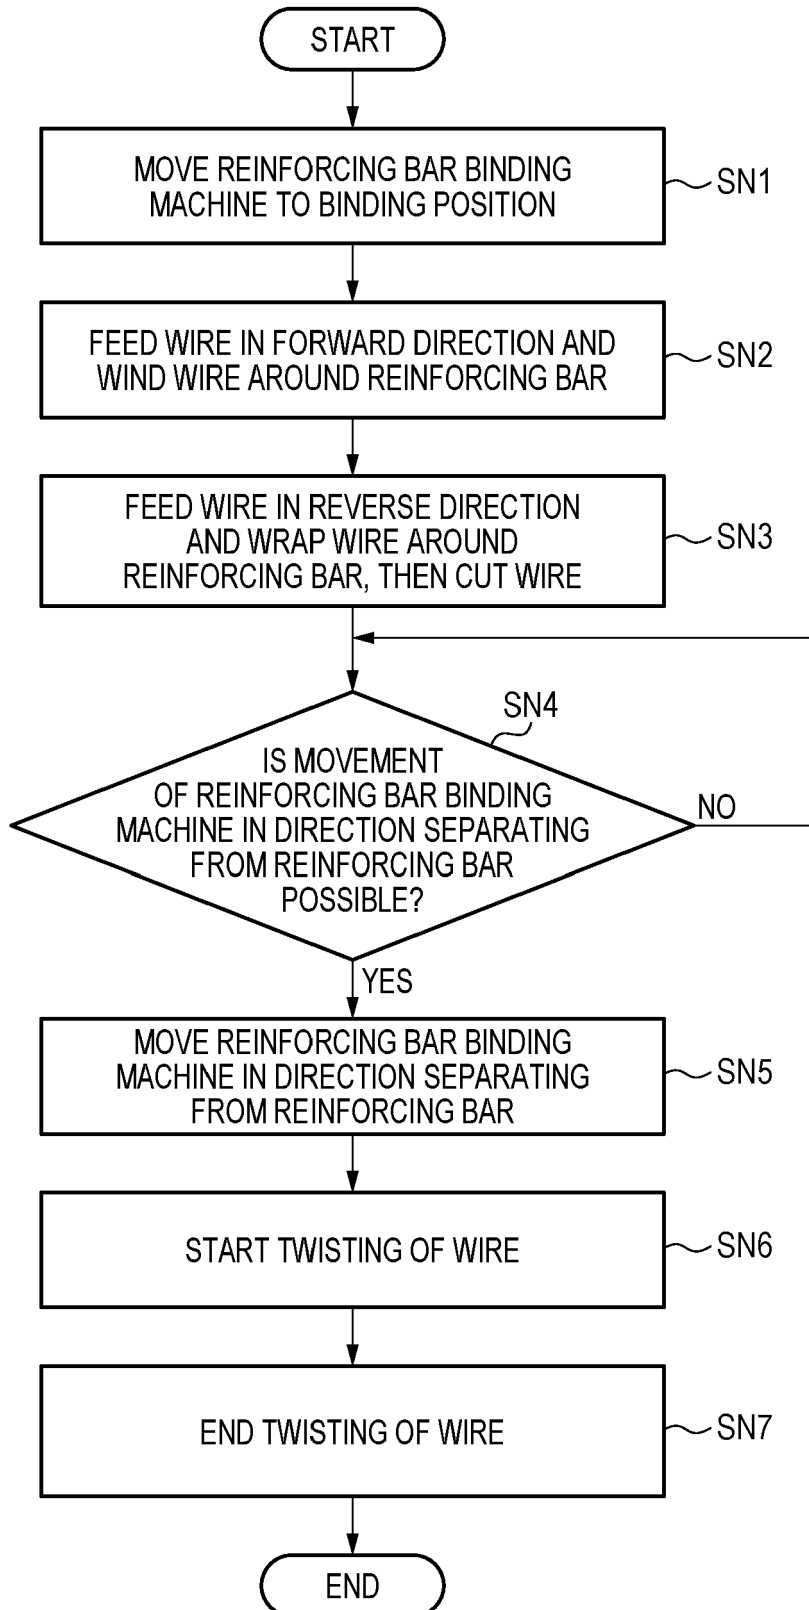 START
MOVE REINFORCING BAR BINDING
MACHINE TO BINDING POSITION
SN1
FEED WIRE IN FORWARD DIRECTION AND
WIND WIRE AROUND REINFORCING BAR
SN2
FEED WIRE IN REVERSE DIRECTION
AND WRAP WIRE AROUND
REINFORCING BAR, THEN CUT WIRE
SN3
SN4
IS MOVEMENT
OF REINFORCING BAR BINDING
MACHINE IN DIRECTION SEPARATING
FROM REINFORCING BAR
POSSIBLE?
NO
YES
MOVE REINFORCING BAR BINDING
MACHINE IN DIRECTION SEPARATING
FROM REINFORCING BAR
SN5
START TWISTING OF WIRE
SN6
END TWISTING OF WIRE
SN7
END